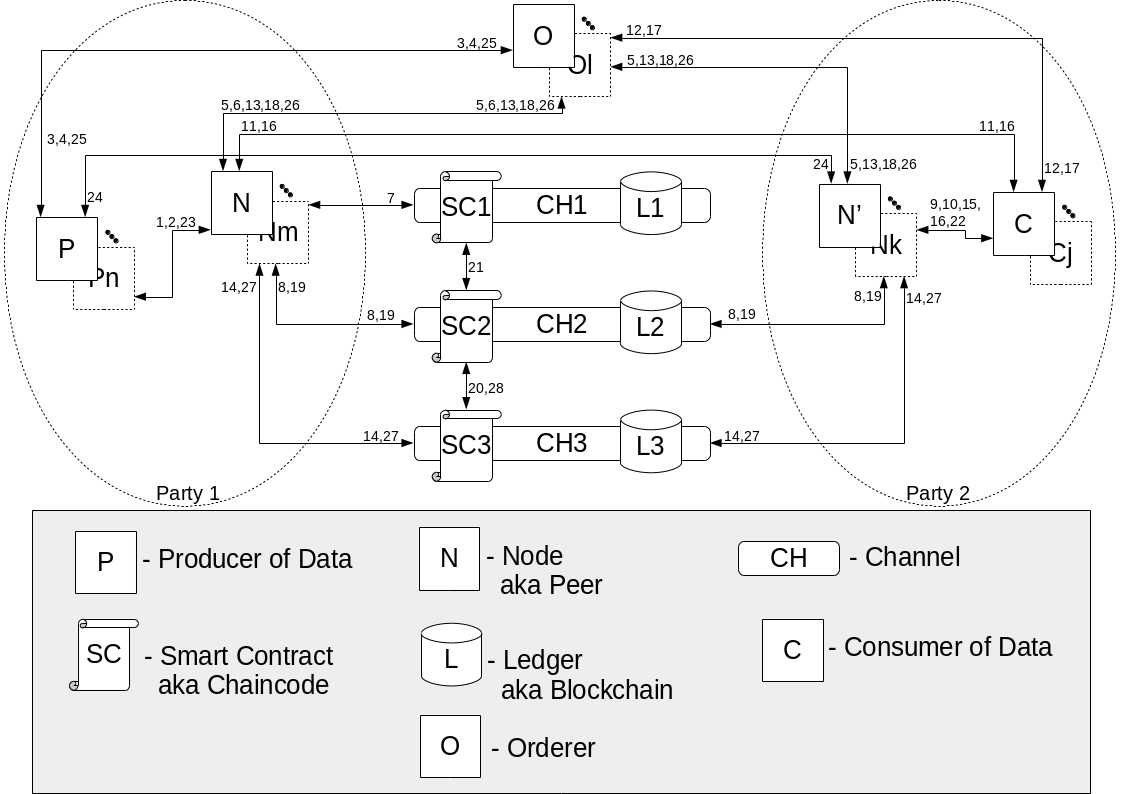 O
Ol
12,17
3,4,25
5,13,18,26
5,6,13,18,26
5,6,13,18,26
11,16
11,16
3,4,25
24
5,13,18,26
12,17
24
N
7
SC1
CH1
L1
N’
9,10,15,
16,22
C
1,2,23
P
Nm
Nk
Cj
Pn
21
14,27
8,19
8,19
14,27
8,19
SC2
CH2
L2
8,19
20,28
14,27
SC3
CH3
L3
14,27
Party 1
Party 2
P
- Producer of Data
N
- Node
aka Peer
CH
- Channel
SC
- Smart Contract
aka Chaincode
L
- Ledger
aka Blockchain
C
- Consumer of Data
O
- Orderer